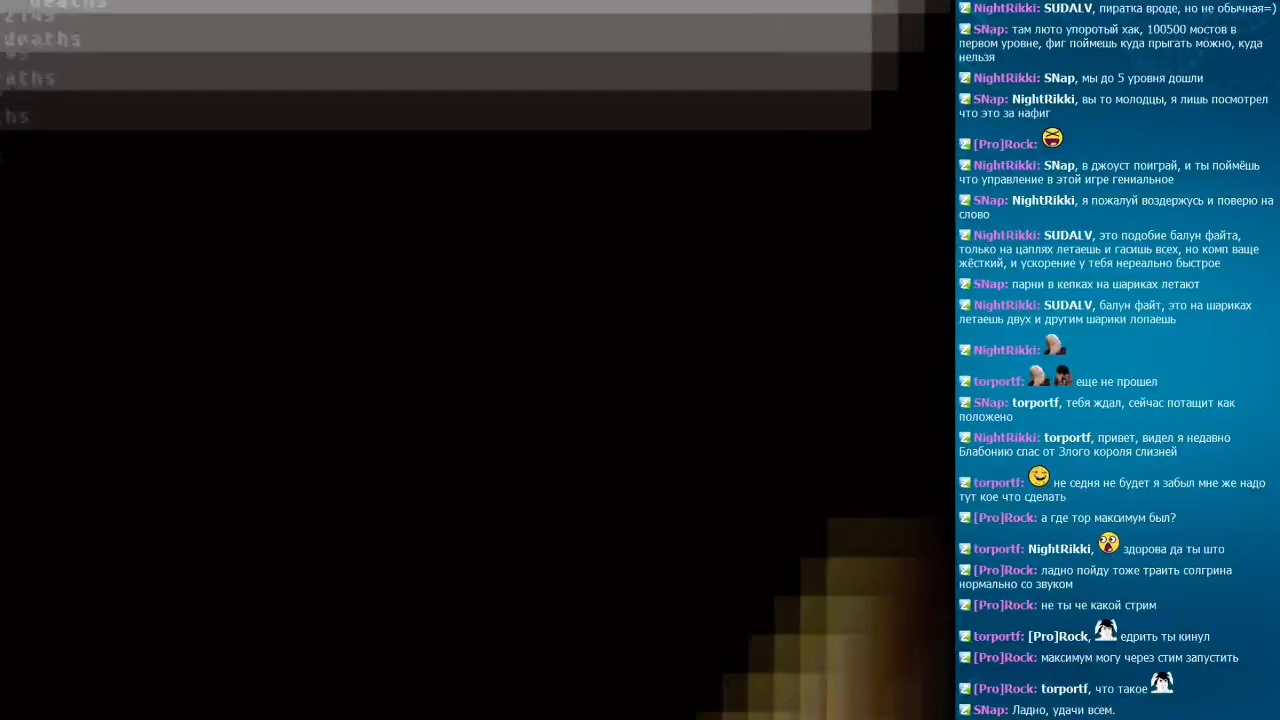 deaths
2145
deaths
aths
hs
NightRikki: SUDALV, пиратка вроде, но не обычная=)
SNap: там люто упоротый хак, 100500 мостов в
первом уровне, фиг поймешь куда прыгать можно, куда
нельзя
NightRikki: SNap, мы до 5 уровня дошли
SNap: NightRikki, вы то молодцы, я лишь посмотрел
что это за нафиг
[Pro]Rock:
NightRikki: SNap, в джоуст поиграй, и ты поймёшь
что управление в этой игре гениальное
SNap: NightRikki, я пожалуй воздержусь и поверю на
слово
NightRikki: SUDALV, это подобие балун файта,
только на цаплях летаешь и гасишь всех, но комп ваще
жёсткий, и ускорение у тебя нереально быстрое
SNap: парни в кепках на шариках летают
NightRikki: SUDALV, балун файт, это на шариках
летаешь двух и другим шарики лопаешь
NightRikki:
torportf: еще не прошел
SNap: torportf, тебя ждал, сейчас потащит как
положено
NightRikki: torportf, привет, видел я недавно
Блабонию спас от Злого короля слизней
torportf: не седня не будет я забыл мне же надо
тут кое что сделать
[Pro]Rock: а где тор максимум был?
torportf: NightRikki, здорова да ты што
[Pro]Rock: ладно пойду тоже траить солгрина
нормально со звуком
[Pro]Rock: не ты че какой стрим
torportf: [Pro]Rock, едрить ты кинул
[Pro]Rock: максимум могу через стим запустить
[Pro]Rock: torportf, что такое
SNap: Ладно, удачи всем.